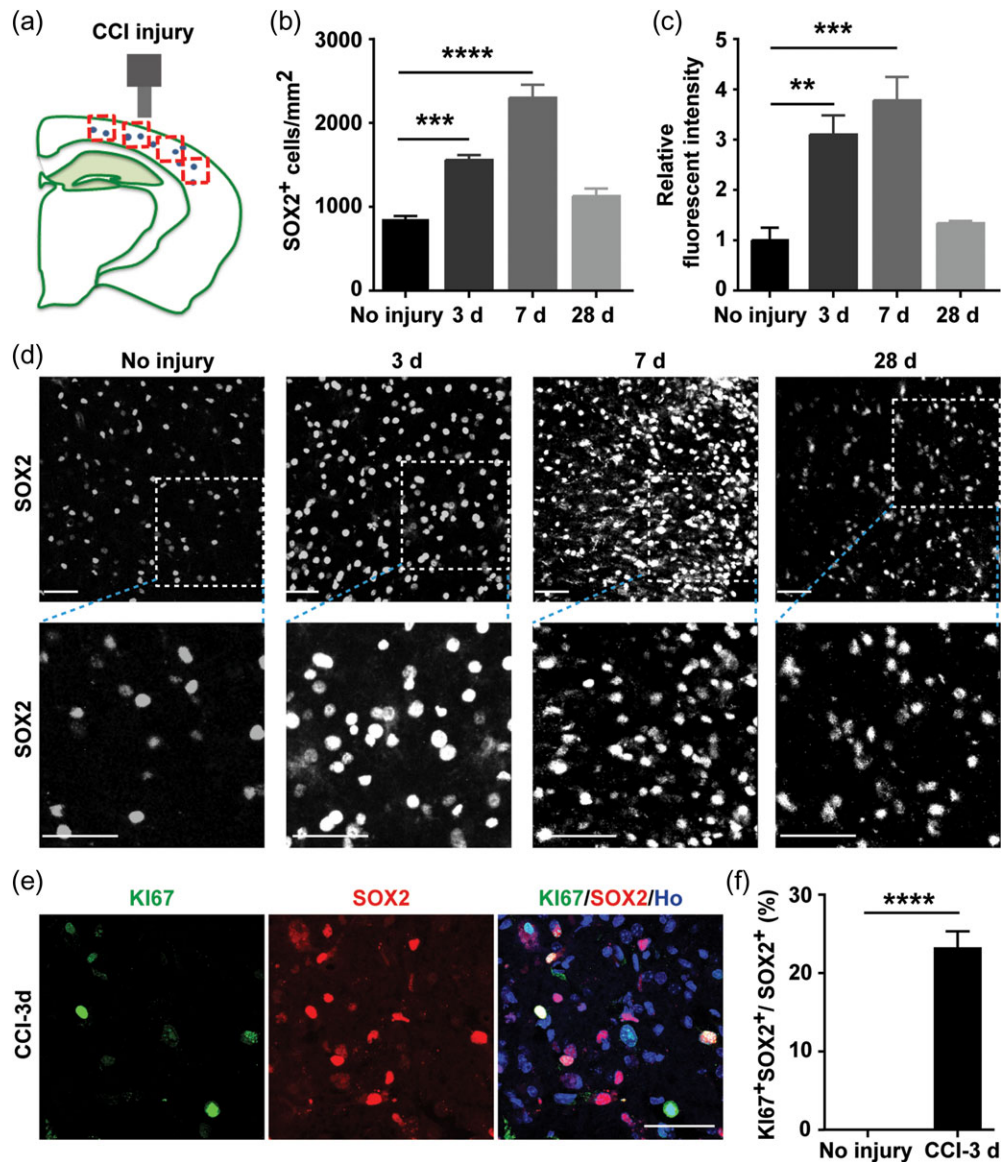 (a)
CCI injury
(b)
SOX2+ cells/mm2
3000
2000
1000
0
***
****
No injury 3 d 7 d 28 d
(c)
Relative
fluorescent intensity
5
4
3
2
1
0
**
***
No injury 3 d 7 d 28 d
(d)
No injury 3 d 7 d 28 d
SOX2
SOX2
(e)
KI67 SOX2 KI67/SOX2/Ho
CCI-3d
(f)
KI67+SOX2+/ SOX2+ (%)
30
20
10
0
****
No injury CCI-3 d